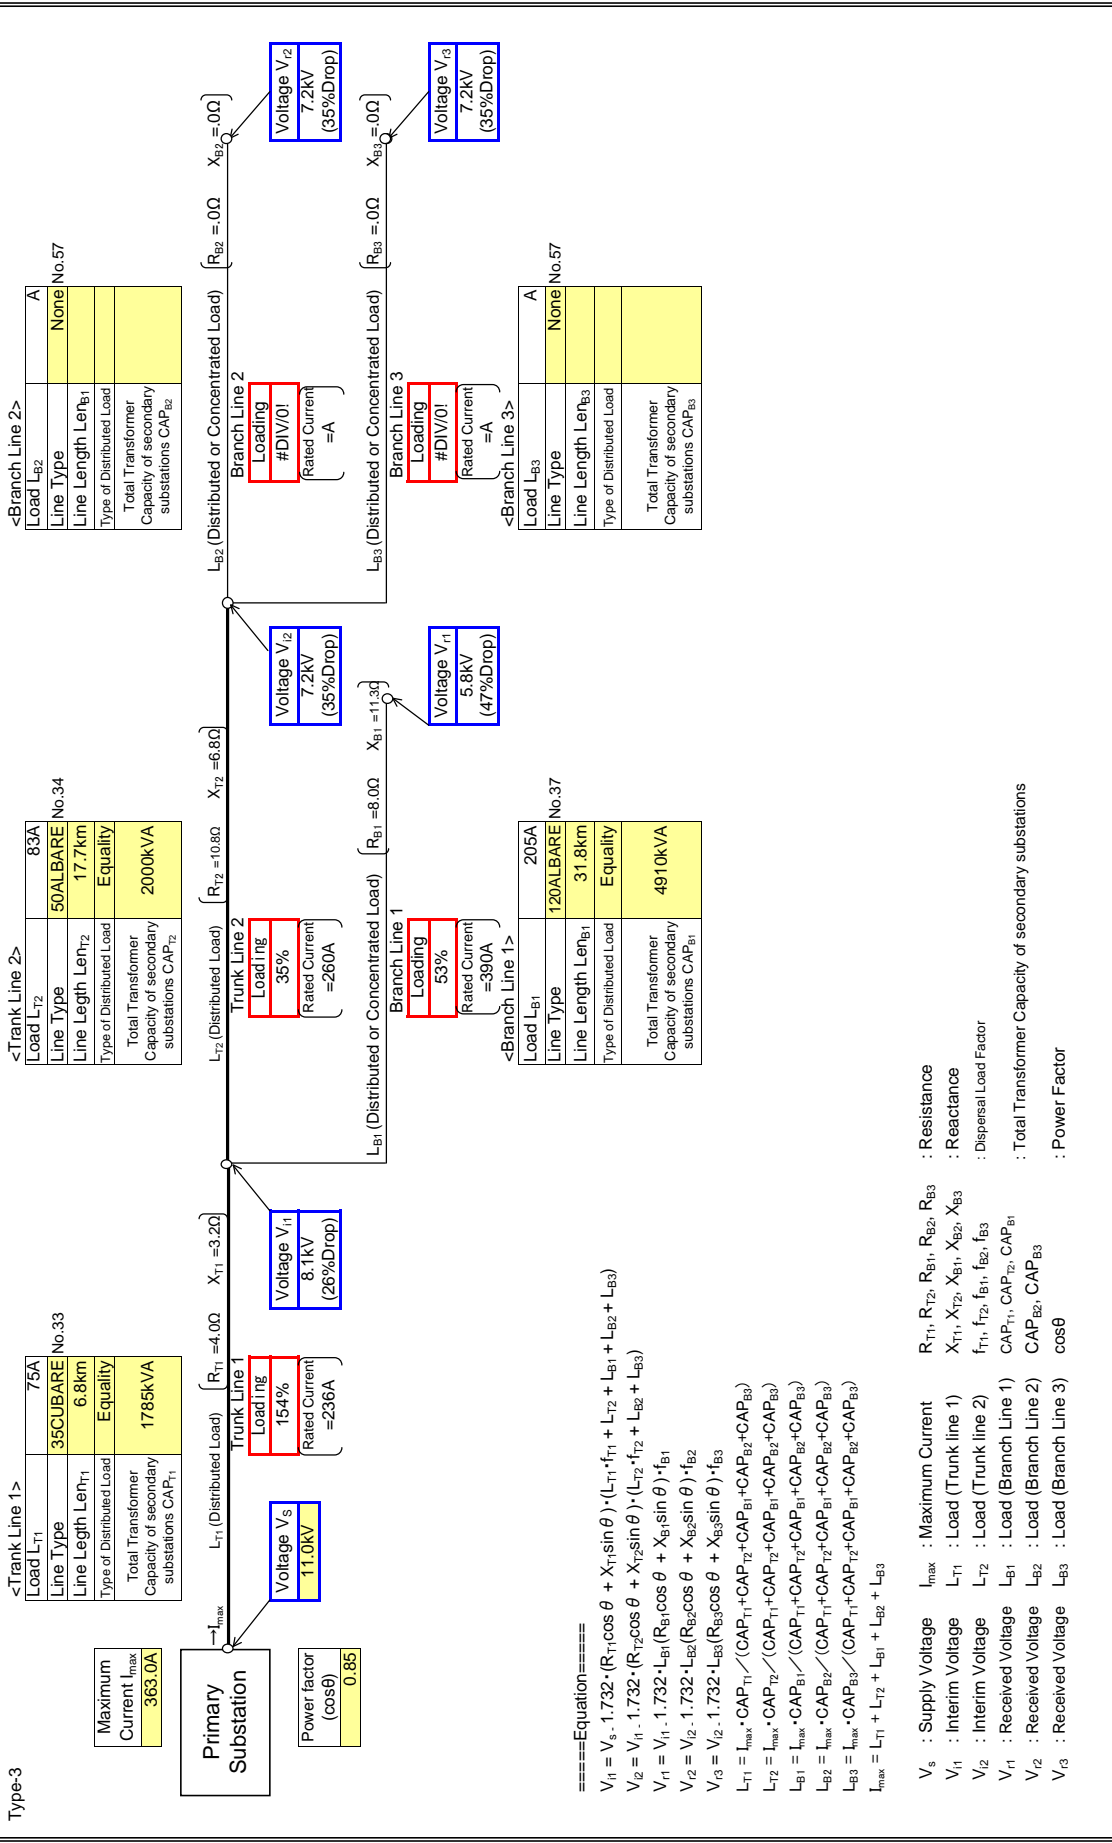 Type-3
Maximum
Current Imax
363.0A
Primary
Substation
Power factor
(cosθ)
0.85
→Imax
Voltage VS
11.0kV
<Trank Line 1>
Load LT1 75A
Line Type 35CUBARE No.33
Line Legth LenT1 6.8km
Type of Distributed Load Equality
Total Transformer
Capacity of secondary
substations CAPT1
1785kVA
LT1 (Distributed Load)
RT1 =4.0Ω XT1 =3.2Ω
Trunk Line 1
Loading
154%
Rated Current
=236A
Voltage Vi1
8.1kV
(26%Drop)
<Trank Line 2>
Load LT2 83A
Line Type 50ALBARE No.34
Line Length LenT2 17.7km
Type of Distributed Load Equality
Total Transformer
Capacity of secondary
substations CAPT2
2000kVA
LT2 (Distributed Load)
RT2 =10.8Ω XT2 =6.8Ω
Trunk Line 2
Loading
35%
Rated Current
=260A
Voltage Vi2
7.2kV
(35%Drop)
LB1 (Distributed or Concentrated Load)
RB1 =8.0Ω XB1 =11.3Ω
Branch Line 1
Loading
53%
Rated Current
=390A
Voltage Vr1
5.8kV
(47%Drop)
<Branch Line 1>
Load LB1 205A
Line Type 120ALBARE No.37
Line Length LenB1 31.8km
Type of Distributed Load Equality
Total Transformer
Capacity of secondary
substations CAPB1
4910kVA
<Branch Line 2>
Load LB2 A
Line Type None No.57
Line Length LenB1
Type of Distributed Load
Total Transformer
Capacity of secondary
substations CAPB2
LB2 (Distributed or Concentrated Load)
RB2 =.0Ω XB2 =.0Ω
Branch Line 2
Loading
#DIV/0!
Rated Current
=A
Voltage Vr2
7.2kV
(35%Drop)
LB3 (Distributed or Concentrated Load)
RB3 =.0Ω XB3 =.0Ω
Branch Line 3
Loading
#DIV/0!
Rated Current
=A
Voltage Vr3
7.2kV
(35%Drop)
<Branch Line 3>
Load LB3 A
Line Type None No.57
Line Length LenB3
Type of Distributed Load
Total Transformer
Capacity of secondary
substations CAPB3
=====Equation=====
Vi1 = Vs - 1.732・(RT1cos θ + XT1sin θ)・(LT1・fT1 + LT2 + LB1 + LB2 + LB3)
Vi2 = Vi1 - 1.732・(RT2cos θ + XT2sin θ)・(LT2・fT2 + LB2 + LB3)
Vr1 = Vi1 - 1.732・LB1(RB1cos θ + XB1sin θ)・fB1
Vr2 = Vi2 - 1.732・LB2(RB2cos θ + XB2sin θ)・fB2
Vr3 = Vi2 - 1.732・LB3(RB3cos θ + XB3sin θ)・fB3
LT1 = Imax・CAPT1／(CAPT1+CAPT2+CAPB1+CAPB2+CAPB3)
LT2 = Imax・CAPT2／(CAPT1+CAPT2+CAPB1+CAPB2+CAPB3)
LB1 = Imax・CAPB1／(CAPT1+CAPT2+CAPB1+CAPB2+CAPB3)
LB2 = Imax・CAPB2／(CAPT1+CAPT2+CAPB1+CAPB2+CAPB3)
LB3 = Imax・CAPB3／(CAPT1+CAPT2+CAPB1+CAPB2+CAPB3)
Imax = LT1 + LT2 + LB1 + LB2 + LB3
Vs : Supply Voltage Imax : Maximum Current RT1, RT2, RB1, RB2, RB3 : Resistance
Vi1 : Interim Voltage LT1 : Load (Trunk line 1) XT1, XT2, XB1, XB2, XB3 : Reactance
Vi2 : Interim Voltage LT2 : Load (Trunk line 2) fT1, fT2, fB1, fB2, fB3 : Dispersal Load Factor
Vr1 : Received Voltage LB1 : Load (Branch Line 1) CAPT1, CAPT2, CAPB1 : Total Transformer Capacity of secondary substations
Vr2 : Received Voltage LB2 : Load (Branch Line 2) CAPB2, CAPB3
Vr3 : Received Voltage LB3 : Load (Branch Line 3) cosθ : Power Factor